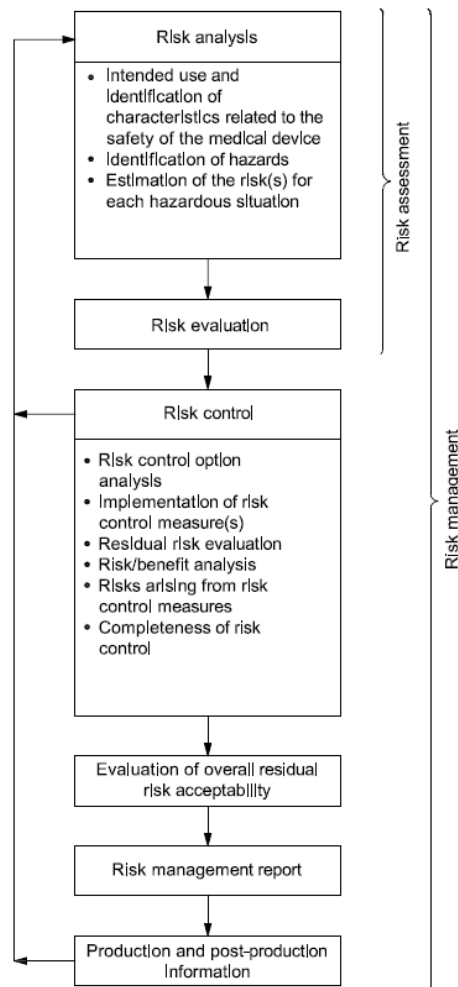 Risk analysis
• Intended use and
identification of
characteristics related to the
safety of the medical device
• Identification of hazards
• Estimation of the risk(s) for
each hazardous situation
Risk evaluation
Risk assessment
Risk control
• Risk control option
analysis
• Implementation of risk
control measure(s)
• Residual risk evaluation
• Risk/benefit analysis
• Risks arising from risk
control measures
• Completeness of risk
control
Risk management
Evaluation of overall residual
risk acceptability
Risk management report
Production and post-production
information